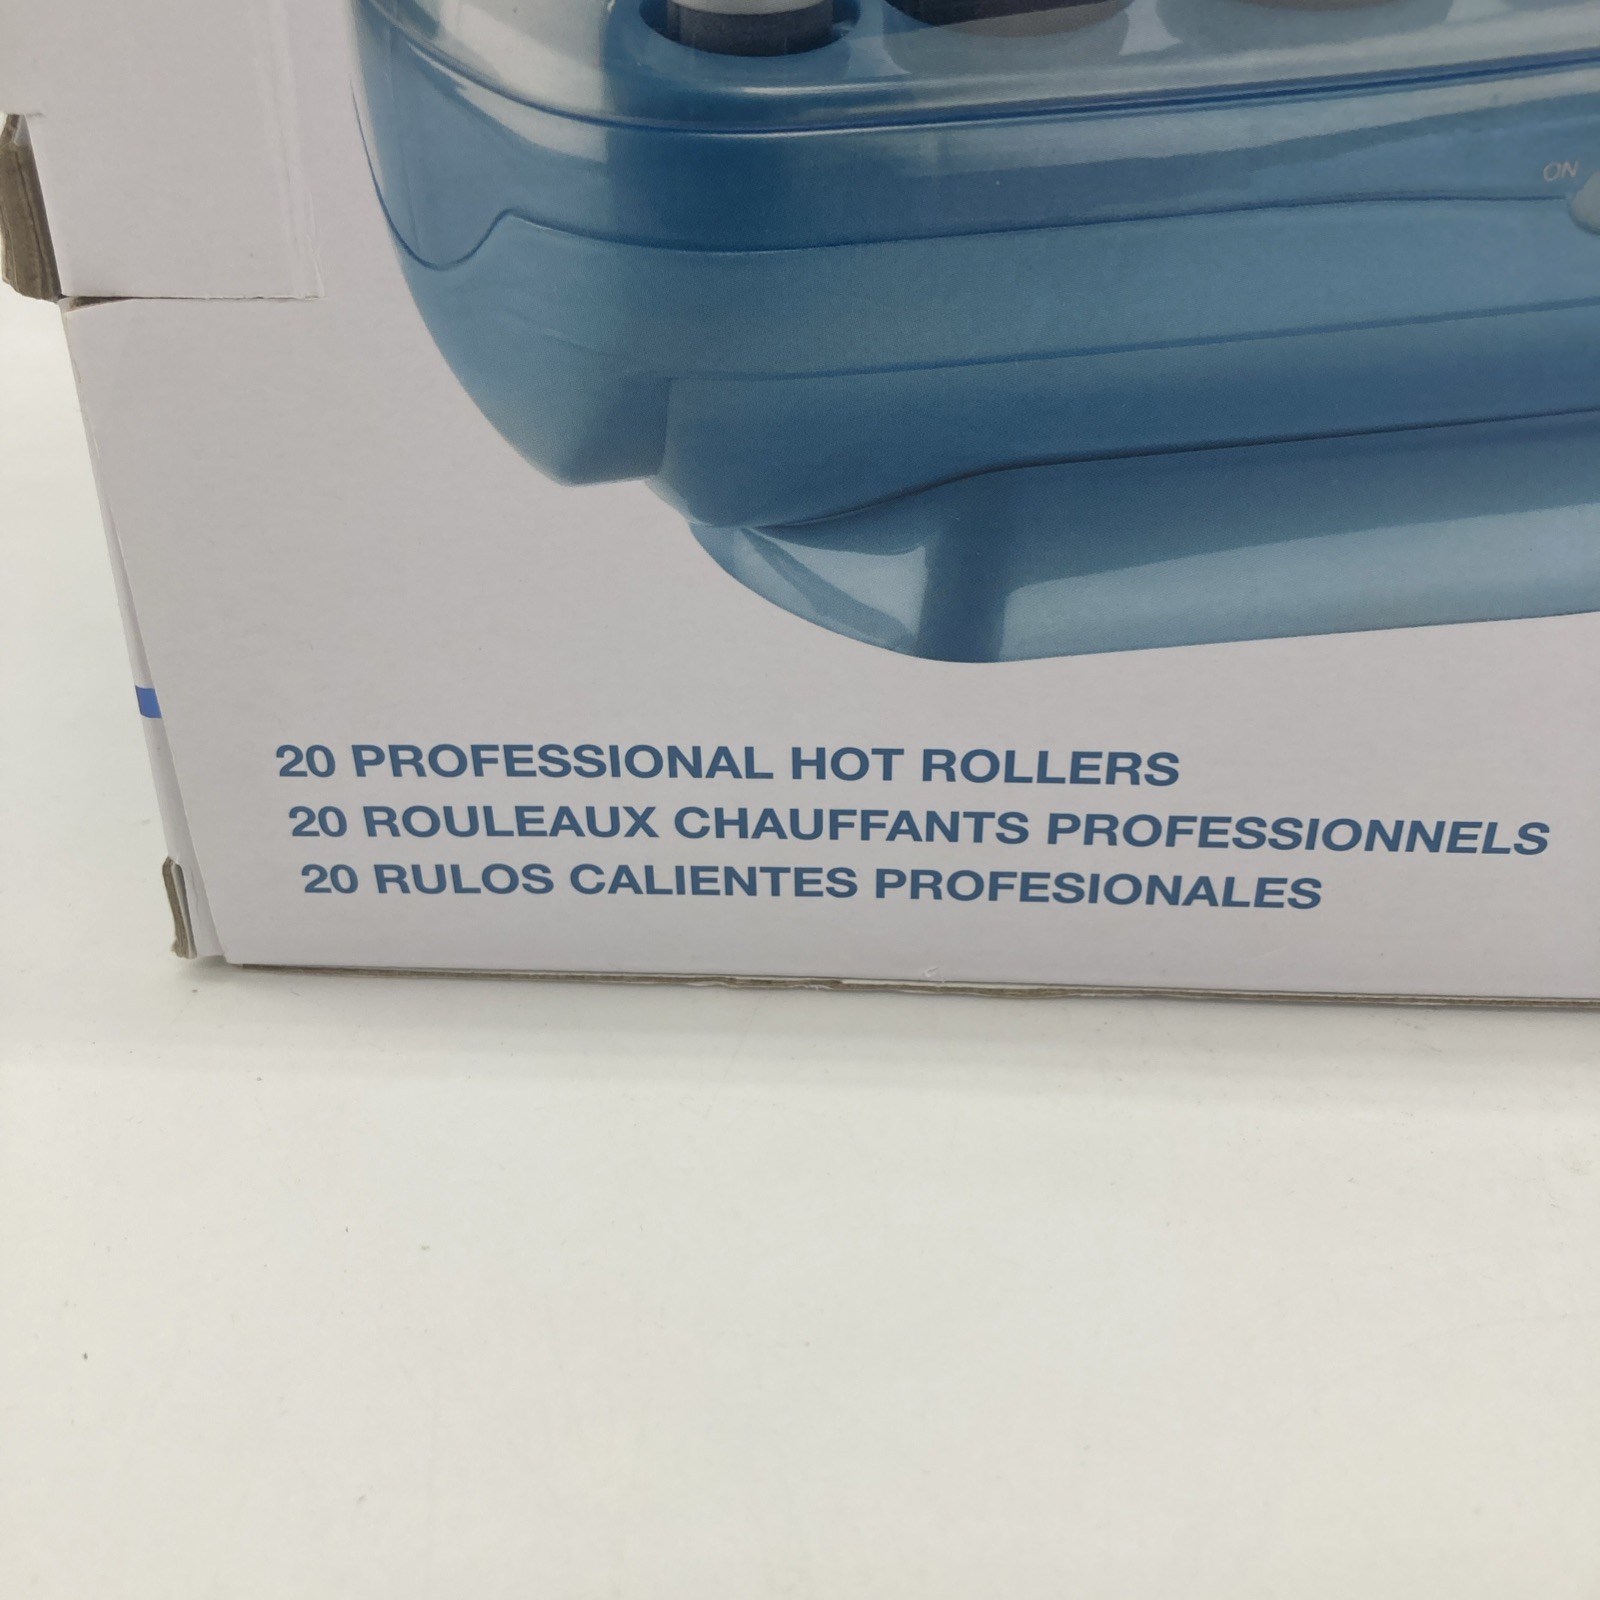 ON
20 PROFESSIONAL HOT ROLLERS
20 ROULEAUX CHAUFFANTS PROFESSIONNELS
20 RULOS CALIENTES PROFESIONALES